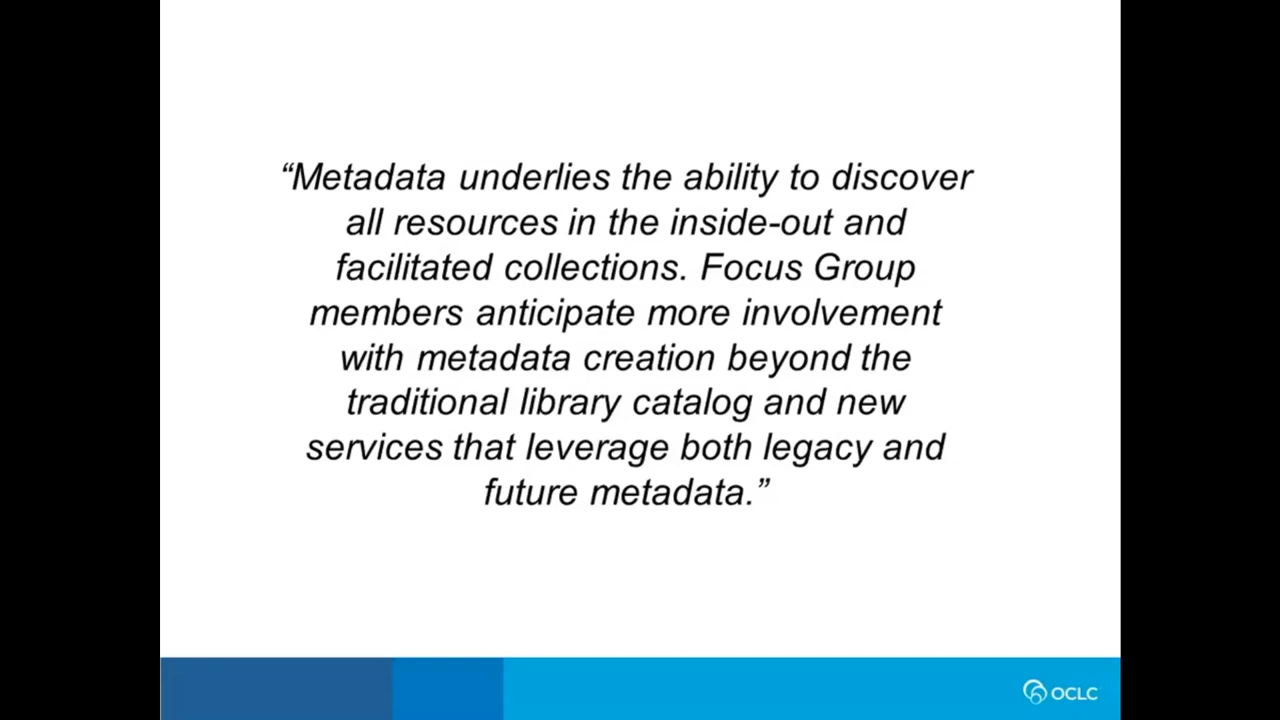 “Metadata underlies the ability to discover
all resources in the inside-out and
facilitated collections. Focus Group
members anticipate more involvement
with metadata creation beyond the
traditional library catalog and new
services that leverage both legacy and
future metadata.”
OCLC